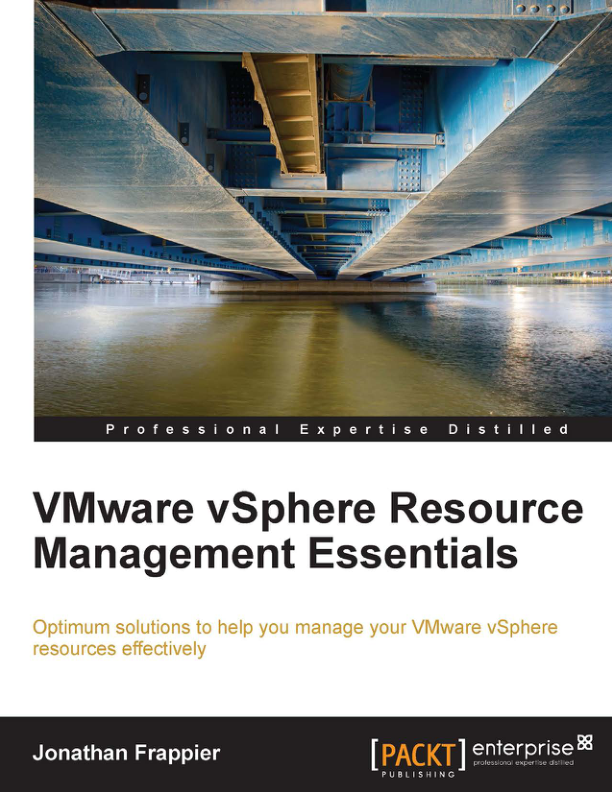 Professional Expertise Distilled
VMware vSphere Resource
Management Essentials
Optimum solutions to help you manage your VMware vSphere
resources effectively
Jonathan Frappier
[PACKT] enterprise
PUBLISHING professional expertise distilled